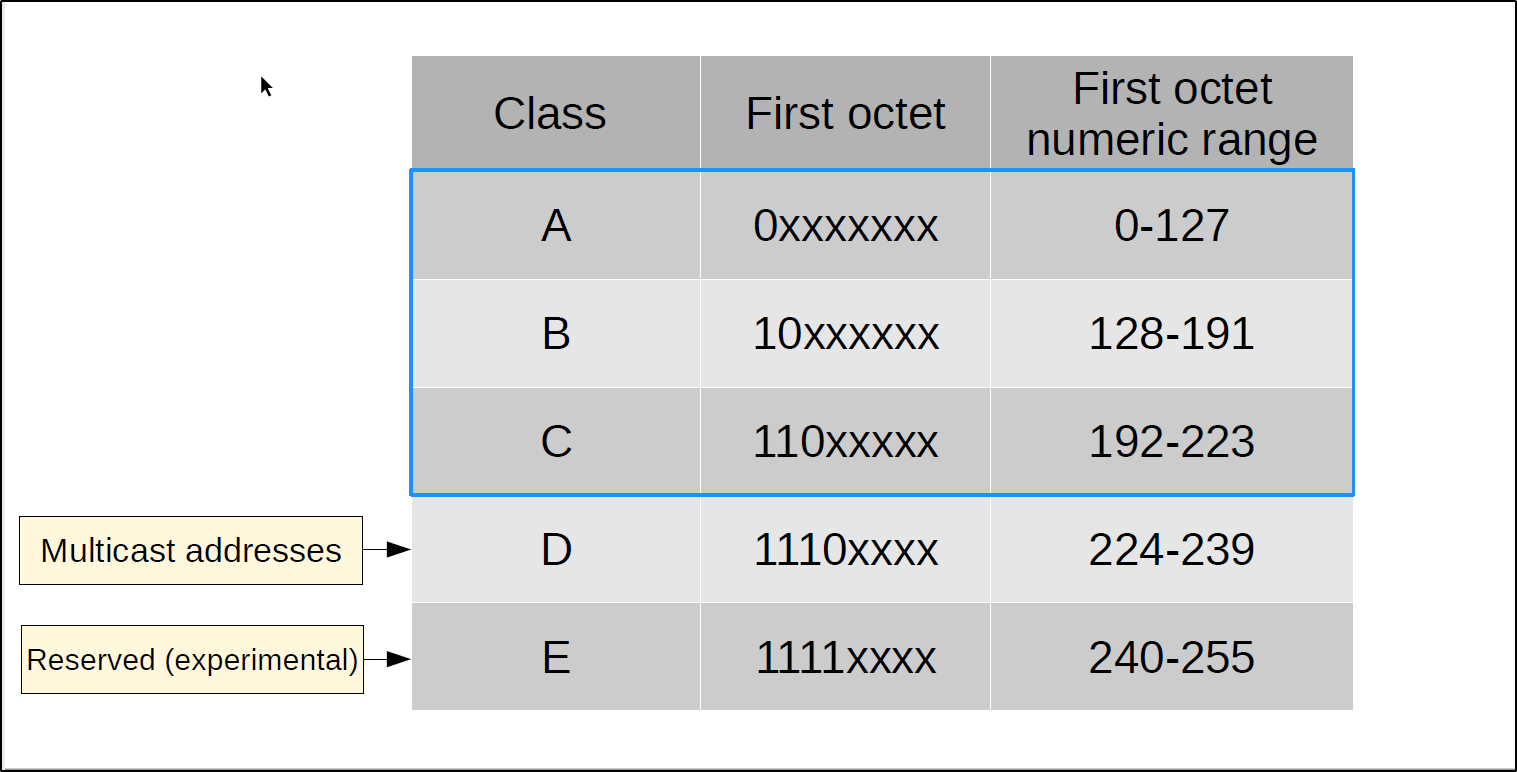 Class First octet First octet
numeric range
A 0xxxxxxx 0-127
B 10xxxxxx 128-191
C 110xxxxx 192-223
Multicast addresses D 1110xxxx 224-239
Reserved (experimental) E 1111xxxx 240-255